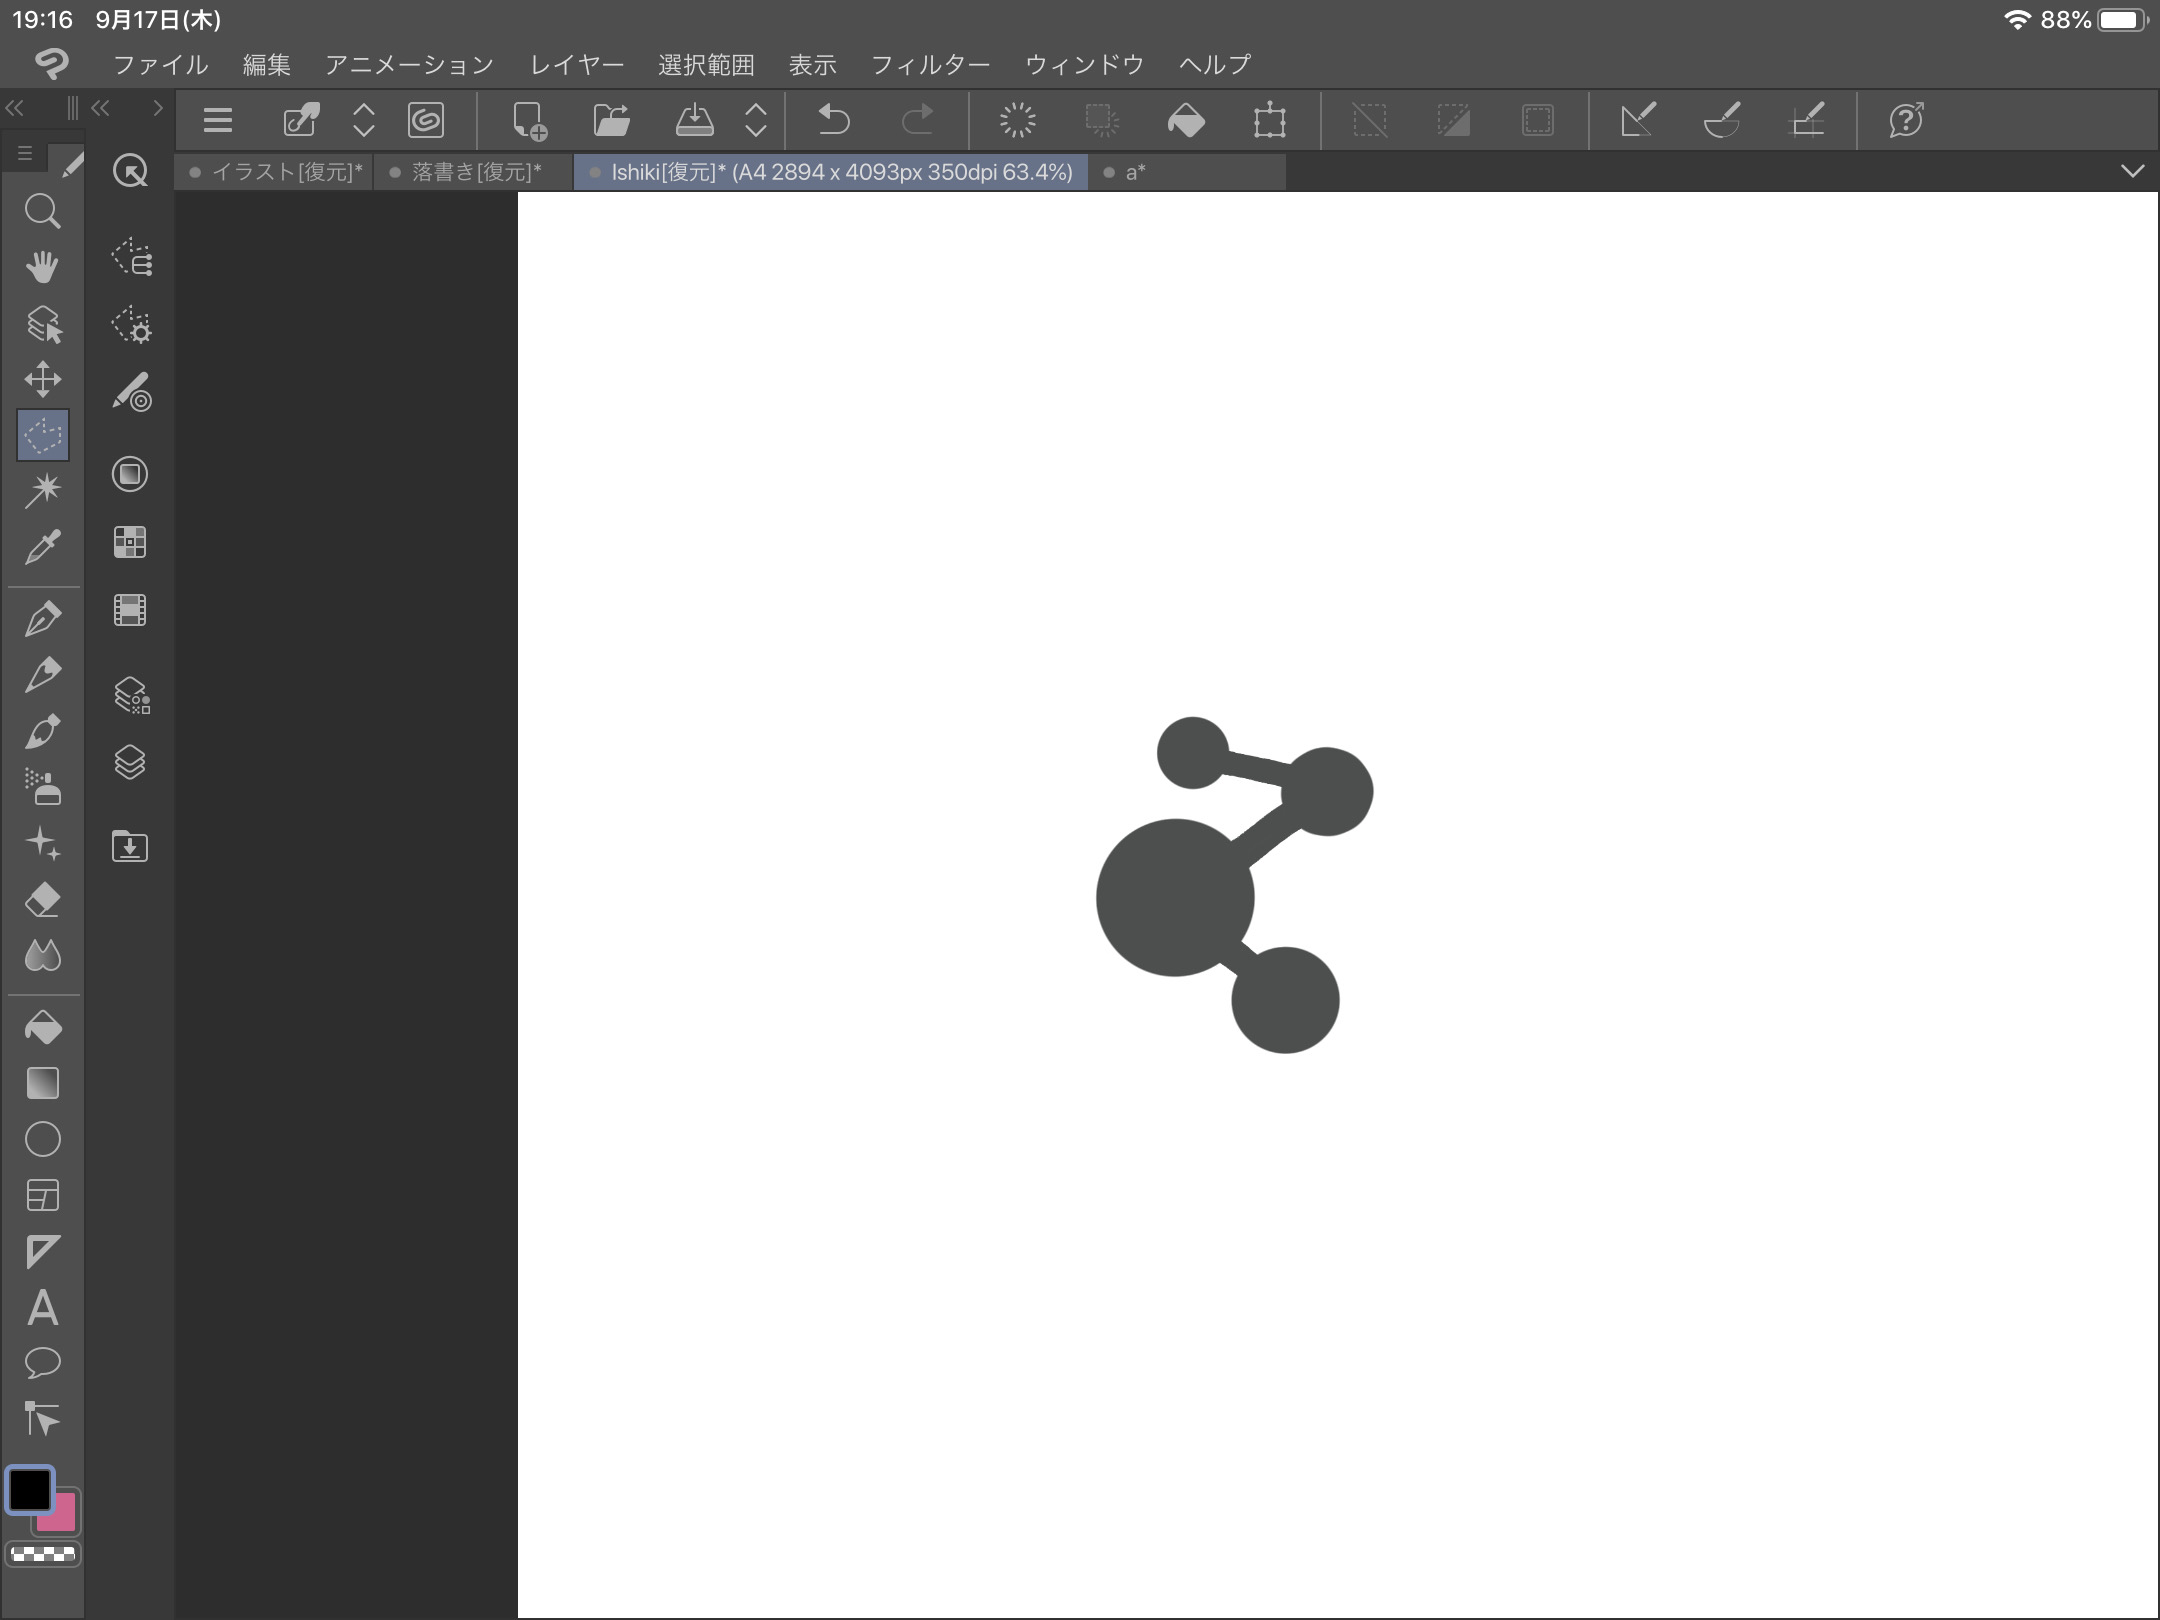 19:16 9月17日(木) 88%
ファイル 編集 アニメーション レイヤー 選択範囲 表示 フィルター ウィンドウ ヘルプ
イラスト[復元]* 落書き[復元]* Ishiki[復元]* (A4 2894 x 4093px 350dpi 63.4%) a*